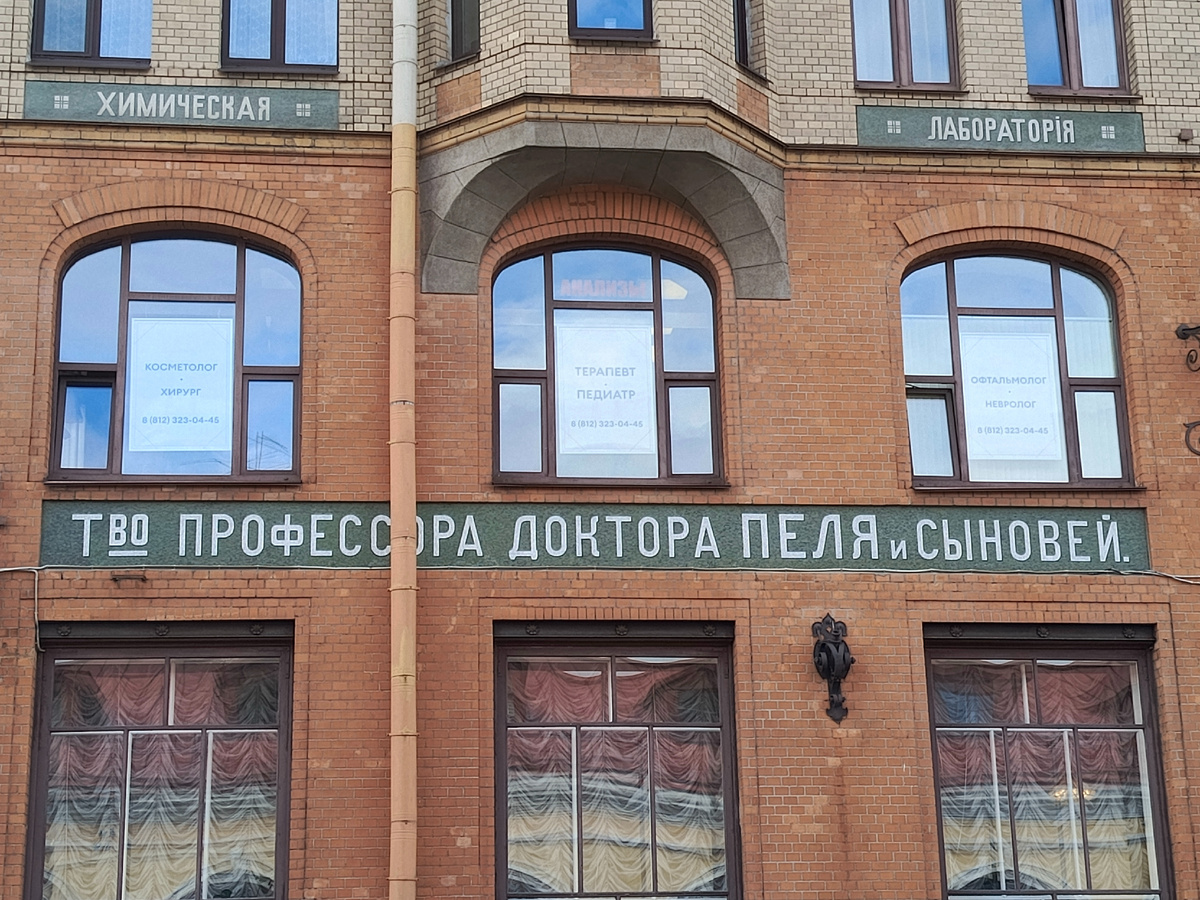 ХИМИЧЕСКАЯ
ЛАБОРАТОРІЯ
АНАЛИЗЫ
КОСМЕТОЛОГ
ХИРУРГ
8 (812) 323-04-45
ТЕРАПЕВТ
ПЕДИАТР
8 (812) 323-04-45
ОФТАЛЬМОЛОГ
НЕВРОЛОГ
8 (812) 323-04-45
ТВО ПРОФЕССОРА ДОКТОРА ПЕЛЯ и СЫНОВЕЙ.